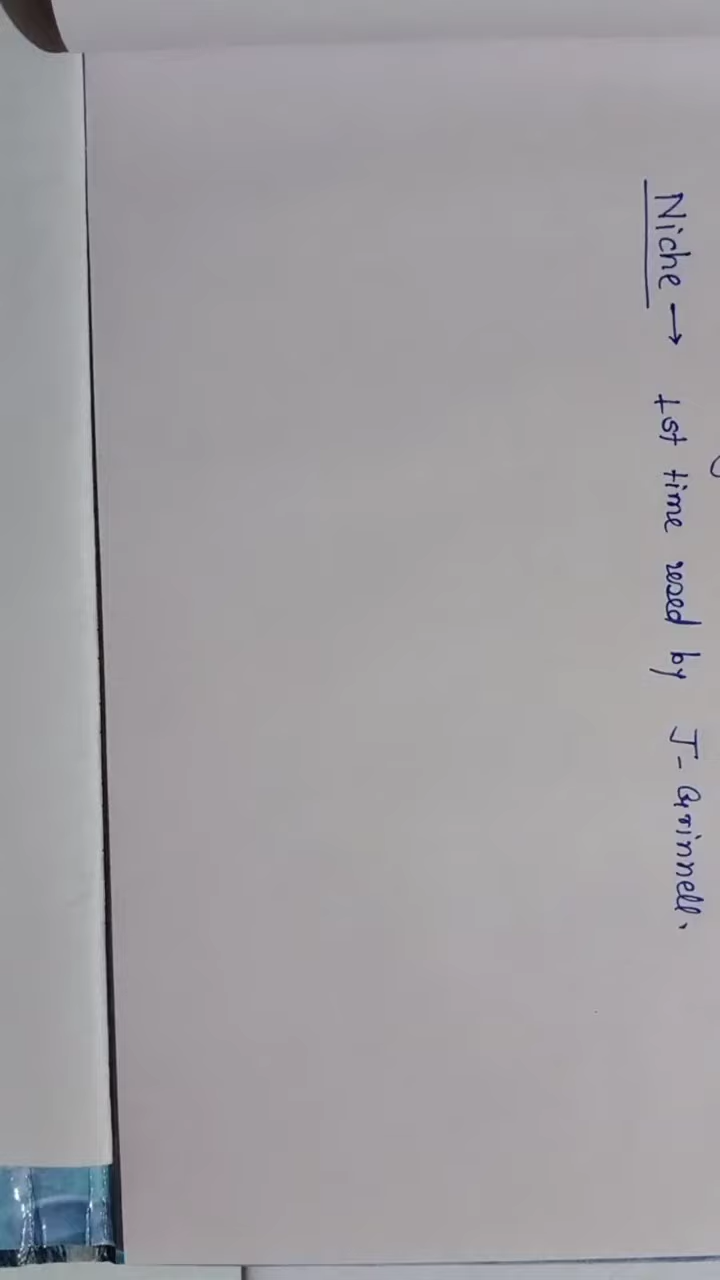 Niche → 1st time used by J- Grinnell.